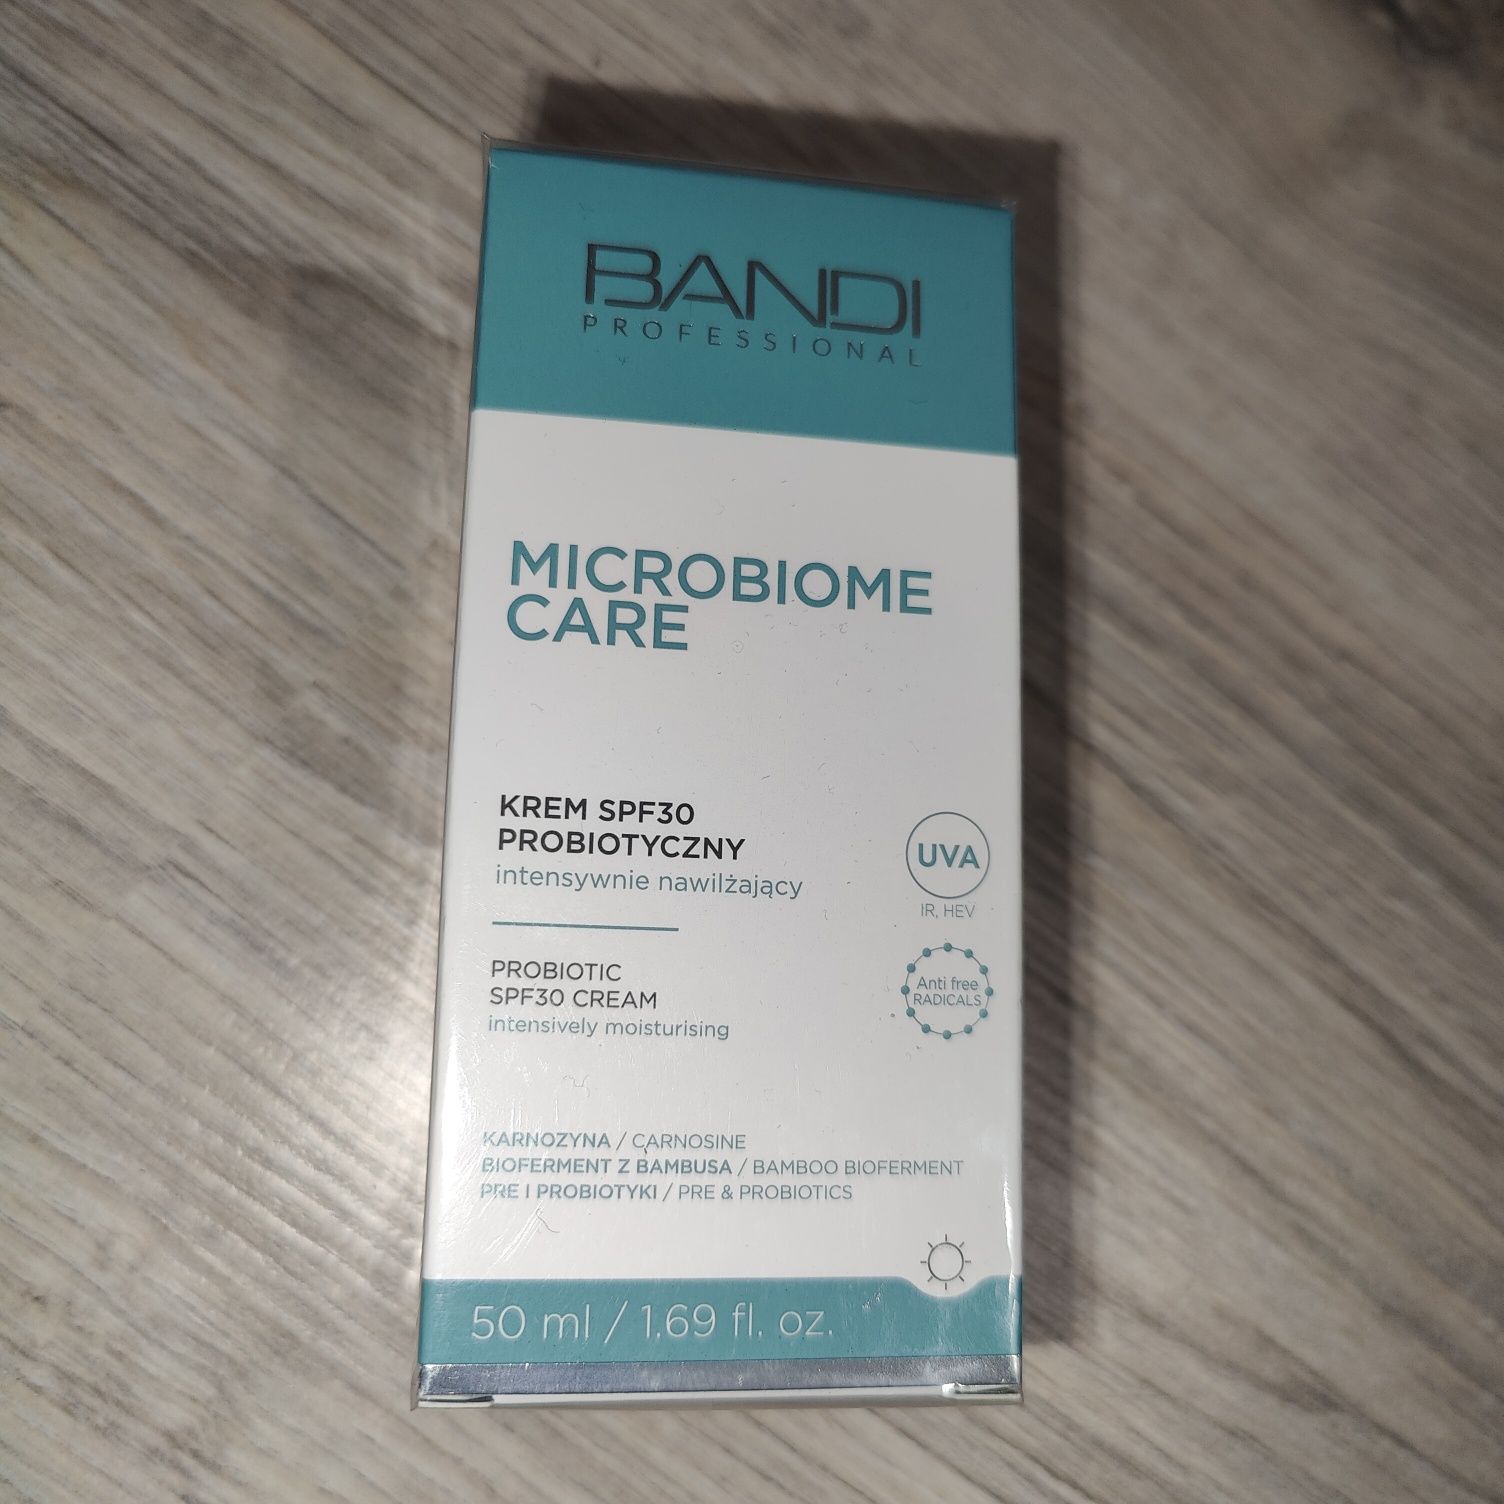 BANDI
PROFESSIONAL
MICROBIOME
CARE
KREM SPF30
PROBIOTYCZNY
intensywnie nawilżający
UVA
IR, HEV
PROBIOTIC
SPF30 CREAM
intensively moisturising
Anti free
RADICALS
KARNOZYNA / CARNOSINE
BIOFERMENT Z BAMBUSA / BAMBOO BIOFERMENT
PRE I PROBIOTYKI / PRE & PROBIOTICS
50 ml / 1.69 fl. oz.